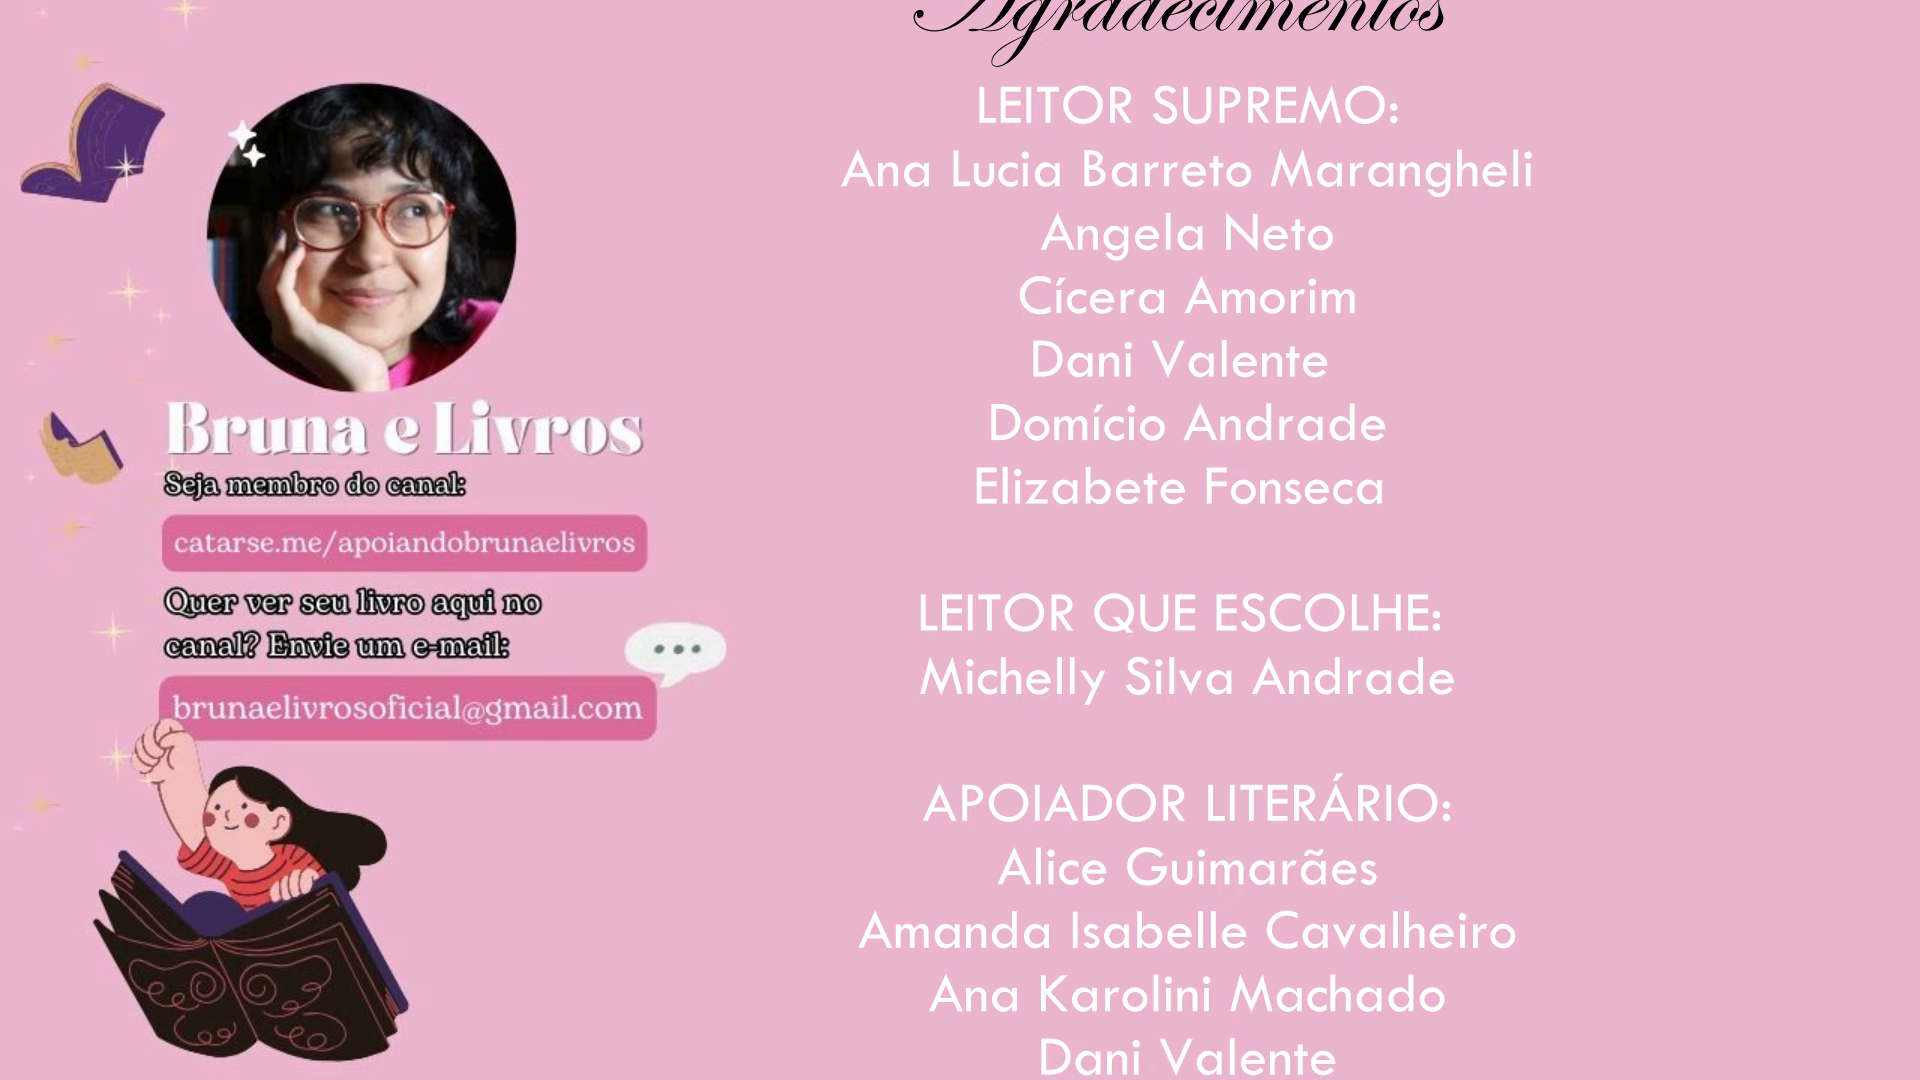 Agradecimentos
Bruna e Livros
Seja membro do canal:
catarse.me/apoiandobrunaelivros
Quer ver seu livro aqui no
canal? Envie um e-mail:
brunaelivrosoficial@gmail.com
LEITOR SUPREMO:
Ana Lucia Barreto Marangheli
Angela Neto
Cícera Amorim
Dani Valente
Domício Andrade
Elizabete Fonseca
LEITOR QUE ESCOLHE:
Michelly Silva Andrade
APOIADOR LITERÁRIO:
Alice Guimarães
Amanda Isabelle Cavalheiro
Ana Karolini Machado
Dani Valente